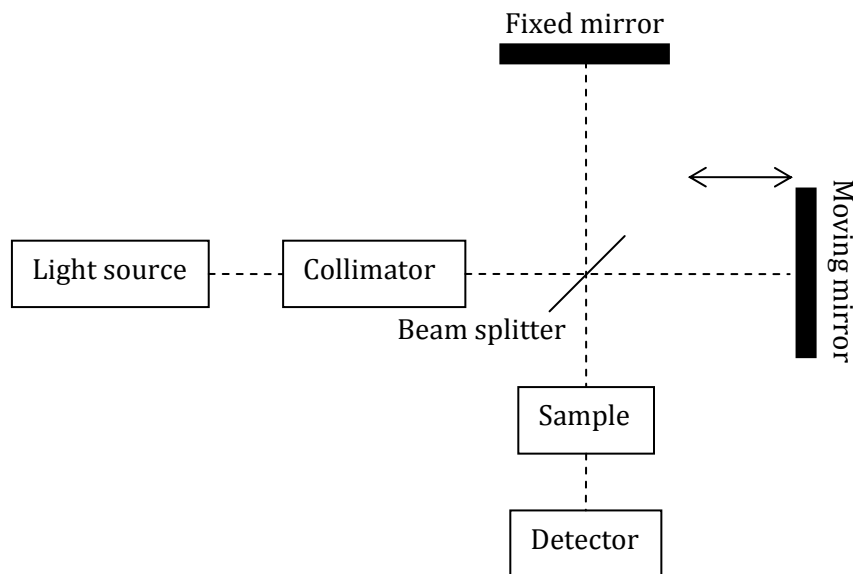 Fixed mirror
Moving mirror
Light source
Collimator
Beam splitter
Sample
Detector